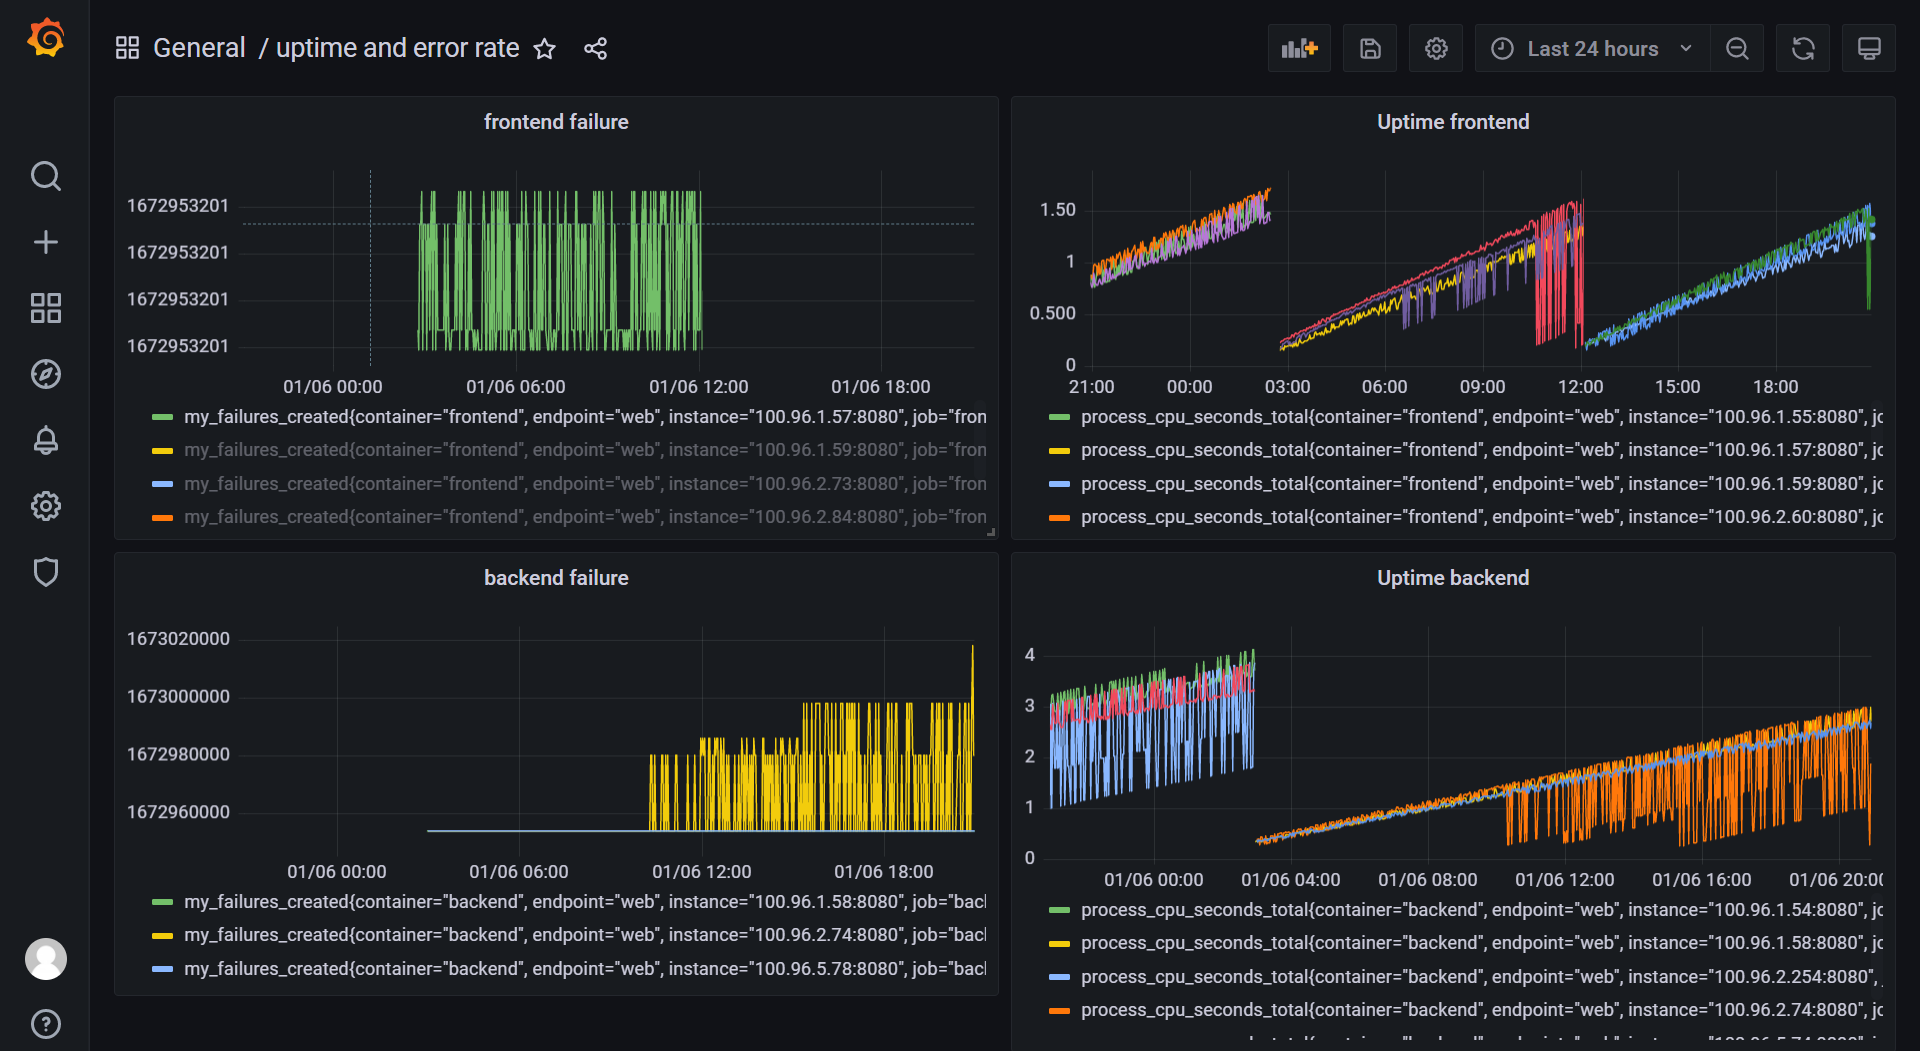 General / uptime and error rate
Last 24 hours
frontend failure
1672953201
1672953201
1672953201
1672953201
01/06 00:00 01/06 06:00 01/06 12:00 01/06 18:00
my_failures_created{container="frontend", endpoint="web", instance="100.96.1.57:8080", job="fron
my_failures_created{container="frontend", endpoint="web", instance="100.96.1.59:8080", job="fron
my_failures_created{container="frontend", endpoint="web", instance="100.96.2.73:8080", job="fron
my_failures_created{container="frontend", endpoint="web", instance="100.96.2.84:8080", job="fron
Uptime frontend
1.50
1
0.500
0
21:00 00:00 03:00 06:00 09:00 12:00 15:00 18:00
process_cpu_seconds_total{container="frontend", endpoint="web", instance="100.96.1.55:8080", jo
process_cpu_seconds_total{container="frontend", endpoint="web", instance="100.96.1.57:8080", jo
process_cpu_seconds_total{container="frontend", endpoint="web", instance="100.96.1.59:8080", jo
process_cpu_seconds_total{container="frontend", endpoint="web", instance="100.96.2.60:8080", jo
backend failure
1673020000
1673000000
1672980000
1672960000
01/06 00:00 01/06 06:00 01/06 12:00 01/06 18:00
my_failures_created{container="backend", endpoint="web", instance="100.96.1.58:8080", job="bacl
my_failures_created{container="backend", endpoint="web", instance="100.96.2.74:8080", job="bacl
my_failures_created{container="backend", endpoint="web", instance="100.96.5.78:8080", job="bacl
Uptime backend
4
3
2
1
0
01/06 00:00 01/06 04:00 01/06 08:00 01/06 12:00 01/06 16:00 01/06 20:00
process_cpu_seconds_total{container="backend", endpoint="web", instance="100.96.1.54:8080", jo
process_cpu_seconds_total{container="backend", endpoint="web", instance="100.96.1.58:8080", jo
process_cpu_seconds_total{container="backend", endpoint="web", instance="100.96.2.254:8080",
process_cpu_seconds_total{container="backend", endpoint="web", instance="100.96.2.74:8080", jo